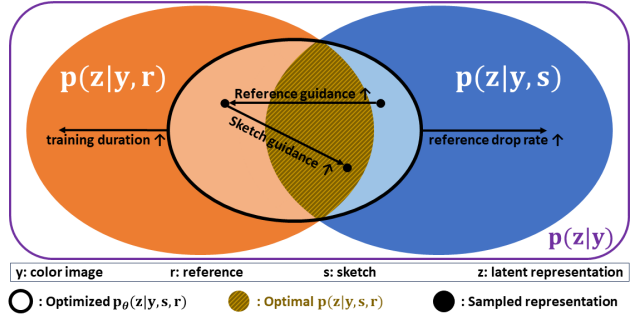 p(z|y, r)
p(z|y, s)
Reference guidance ↑
Sketch guidance ↑
training duration ↑
reference drop rate ↑
p(z|y)
y: color image r: reference s: sketch z: latent representation
: Optimized pθ(z|y, s, r) : Optimal p(z|y, s, r) : Sampled representation